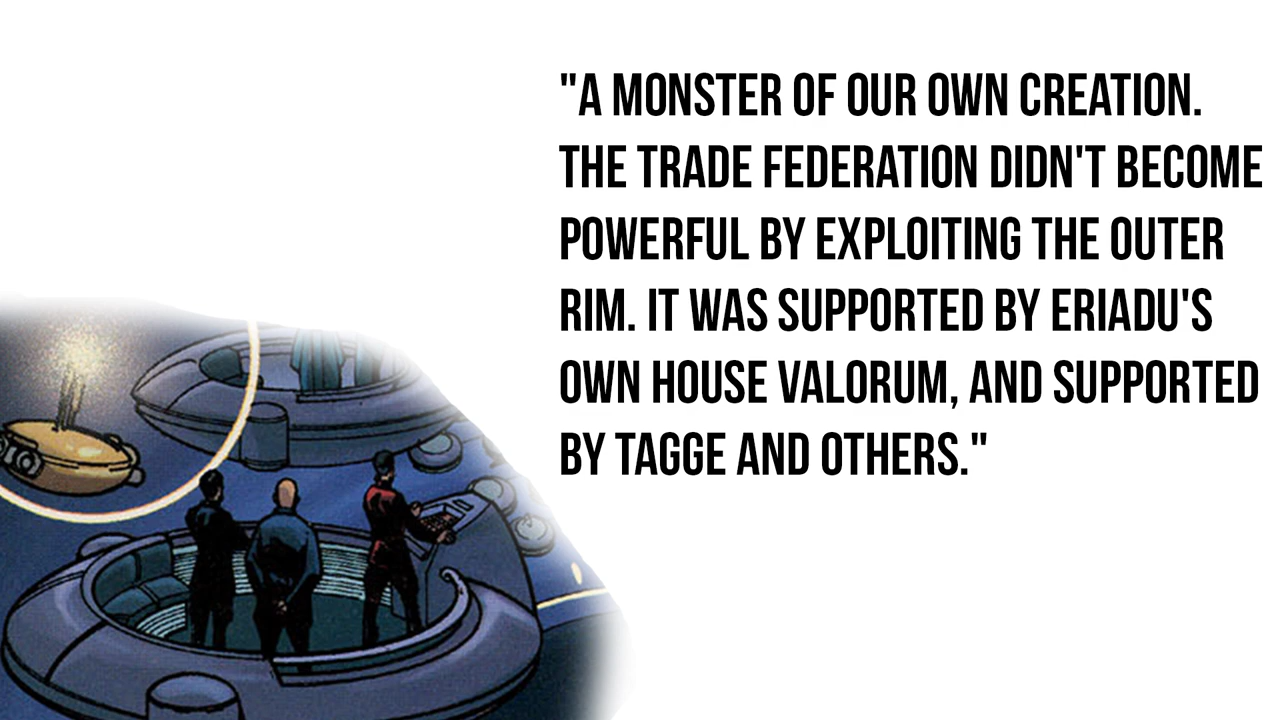 "A MONSTER OF OUR OWN CREATION.
THE TRADE FEDERATION DIDN'T BECOME
POWERFUL BY EXPLOITING THE OUTER
RIM. IT WAS SUPPORTED BY ERIADU'S
OWN HOUSE VALORUM, AND SUPPORTED
BY TAGGE AND OTHERS."